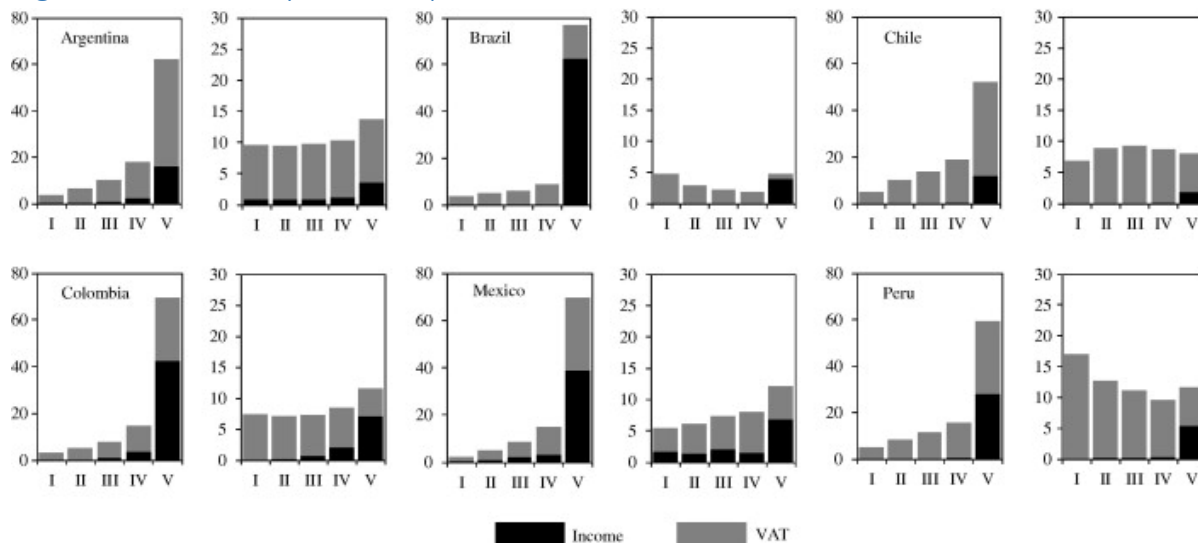 80 Argentina 30 80 Brazil 30 80 Chile 30
25 25 25
60 60 60
20 20 20
40 15 40 15 40 15
10 10 10
20 20 20
5 5 5
0 0 0 0 0 0
I II III IV V I II III IV V I II III IV V I II III IV V I II III IV V I II III IV V
80 Colombia 30 80 Mexico 30 80 Peru 30
25 25 25
60 60 60
20 20 20
40 15 40 15 40 15
10 10 10
20 20 20
5 5 5
0 0 0 0 0 0
I II III IV V I II III IV V I II III IV V I II III IV V I II III IV V I II III IV V
Income VAT